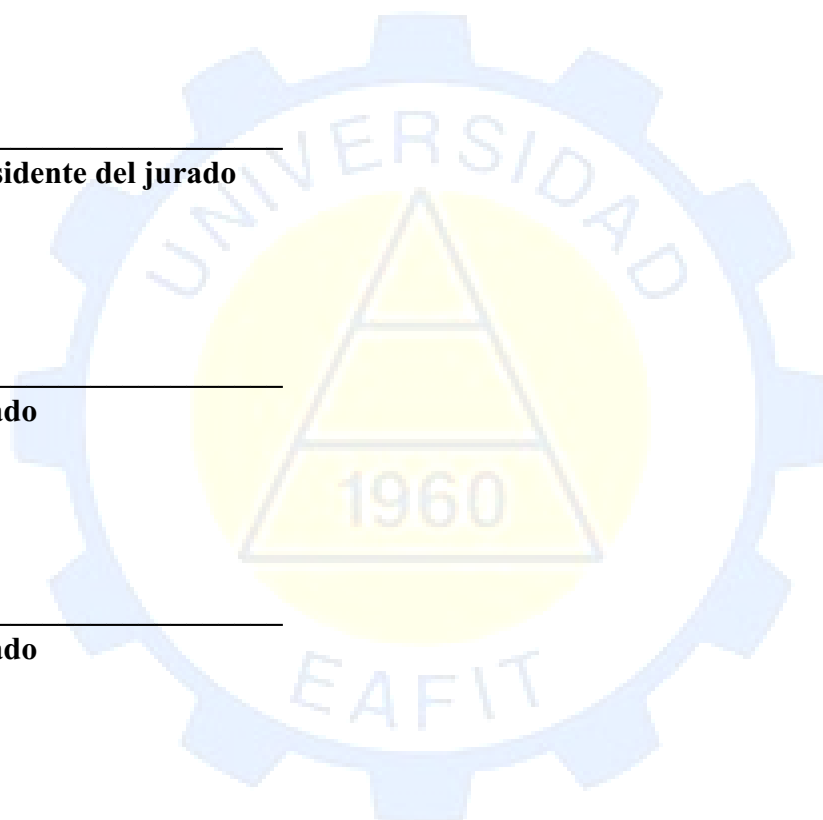 sidente del jurado
ado
ado
UNIVERSIDAD
1960
EAFIT